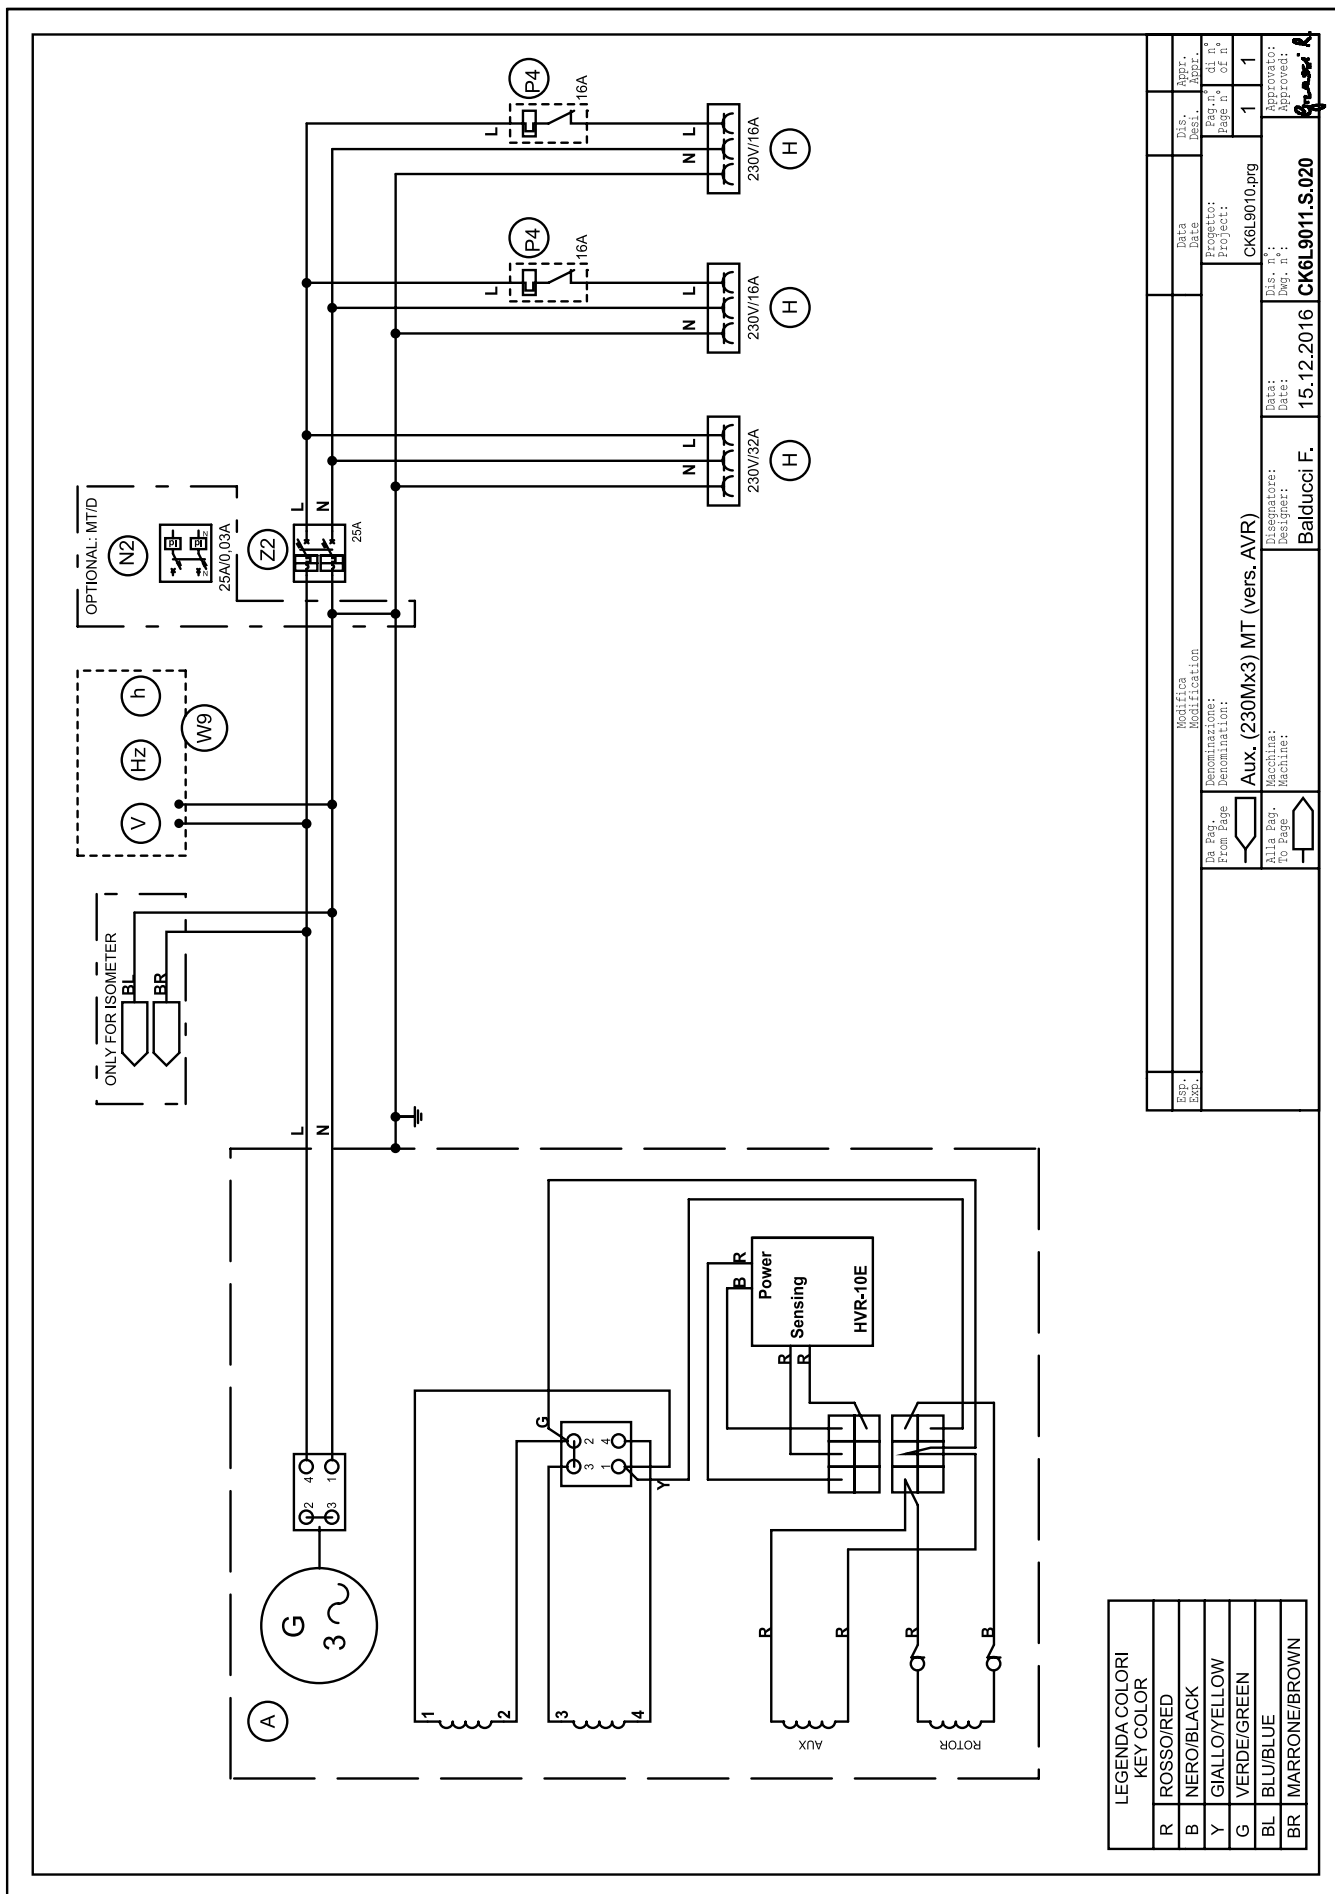 A
G
3
2
3
4
1
L
N
ONLY FOR ISOMETER
BL
BR
V
Hz
h
W9
OPTIONAL: MT/D
N2
PI
PI
N
N
25A/0,03A
Z2
25A
L
N
N
L
230V/32A
H
L
P4
16A
N
L
230V/16A
H
L
P4
16A
N
L
230V/16A
H
1
2
3
4
G
2
4
3
1
Y
AUX
ROTOR
R
R
R
B
B
R
Power
Sensing
HVR-10E
R
R
LEGENDA COLORI
KEY COLOR
R ROSSO/RED
B NERO/BLACK
Y GIALLO/YELLOW
G VERDE/GREEN
BL BLU/BLUE
BR MARRONE/BROWN
Esp.
Exp.
Modifica
Modification
Data
Date
Dis.
Desi.
Appr.
Appr.
Da Pag.
From Page
Denominazione:
Denomination:
Aux. (230Mx3) MT (vers. AVR)
Progetto:
Project:
CK6L9010.prg
Pag.n°
Page n°
1
di n°
of n°
1
Alla Pag.
To Page
Macchina:
Machine:
Disegnatore:
Designer:
Balducci F.
Data:
Date:
15.12.2016
Dis. n°:
Dwg. n°:
CK6L9011.S.020
Approvato:
Approved: